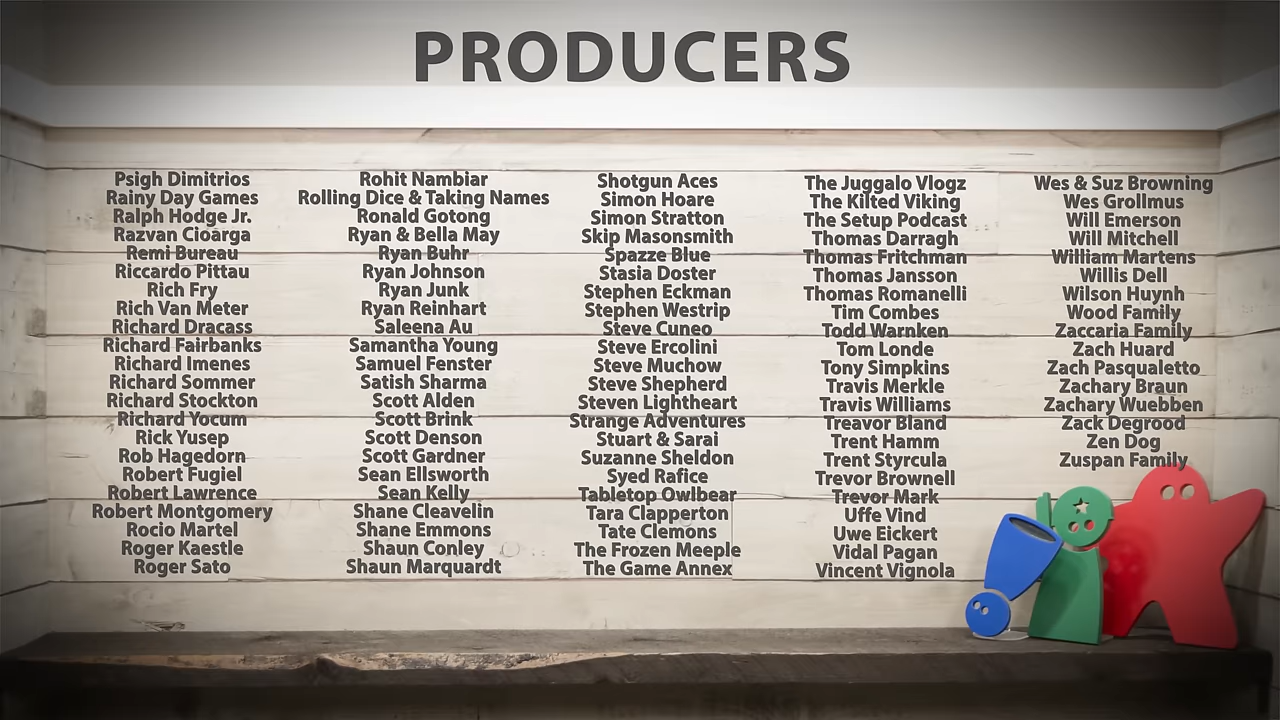 PRODUCERS
Psigh Dimitrios
Rainy Day Games
Ralph Hodge Jr.
Razvan Cioarga
Remi Bureau
Riccardo Pittau
Rich Fry
Rich Van Meter
Richard Dracass
Richard Fairbanks
Richard Imenes
Richard Sommer
Richard Stockton
Richard Yocum
Rick Yusep
Rob Hagedorn
Robert Fugiel
Robert Lawrence
Robert Montgomery
Rocio Martel
Roger Kaestle
Roger Sato
Rohit Nambiar
Rolling Dice & Taking Names
Ronald Gotong
Ryan & Bella May
Ryan Buhr
Ryan Johnson
Ryan Junk
Ryan Reinhart
Saleena Au
Samantha Young
Samuel Fenster
Satish Sharma
Scott Alden
Scott Brink
Scott Denson
Scott Gardner
Sean Ellsworth
Sean Kelly
Shane Cleavelin
Shane Emmons
Shaun Conley
Shaun Marquardt
Shotgun Aces
Simon Hoare
Simon Stratton
Skip Masonsmith
Spazze Blue
Stasia Doster
Stephen Eckman
Stephen Westrip
Steve Cuneo
Steve Ercolini
Steve Muchow
Steve Shepherd
Steven Lightheart
Strange Adventures
Stuart & Sarai
Suzanne Sheldon
Syed Rafice
Tabletop Owlbear
Tara Clapperton
Tate Clemons
The Frozen Meeple
The Game Annex
The Juggalo Vlogz
The Kilted Viking
The Setup Podcast
Thomas Darragh
Thomas Fritchman
Thomas Jansson
Thomas Romanelli
Tim Combes
Todd Warnken
Tom Londe
Tony Simpkins
Travis Merkle
Travis Williams
Treavor Bland
Trent Hamm
Trent Styrcula
Trevor Brownell
Trevor Mark
Uffe Vind
Uwe Eickert
Vidal Pagan
Vincent Vignola
Wes & Suz Browning
Wes Grollmus
Will Emerson
Will Mitchell
William Martens
Willis Dell
Wilson Huynh
Wood Family
Zaccaria Family
Zach Huard
Zach Pasqualetto
Zachary Braun
Zachary Wuebben
Zack Degrood
Zen Dog
Zuspan Family